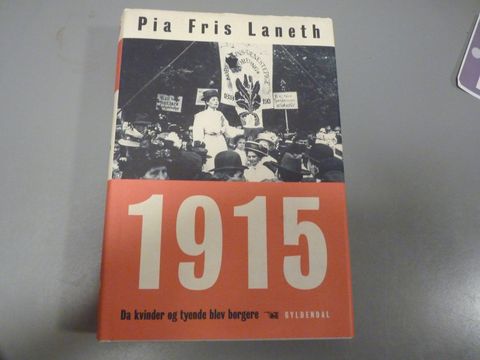 Pia Fris Laneth
1915
Da kvinder og tyende blev borgere GYLDENDAL